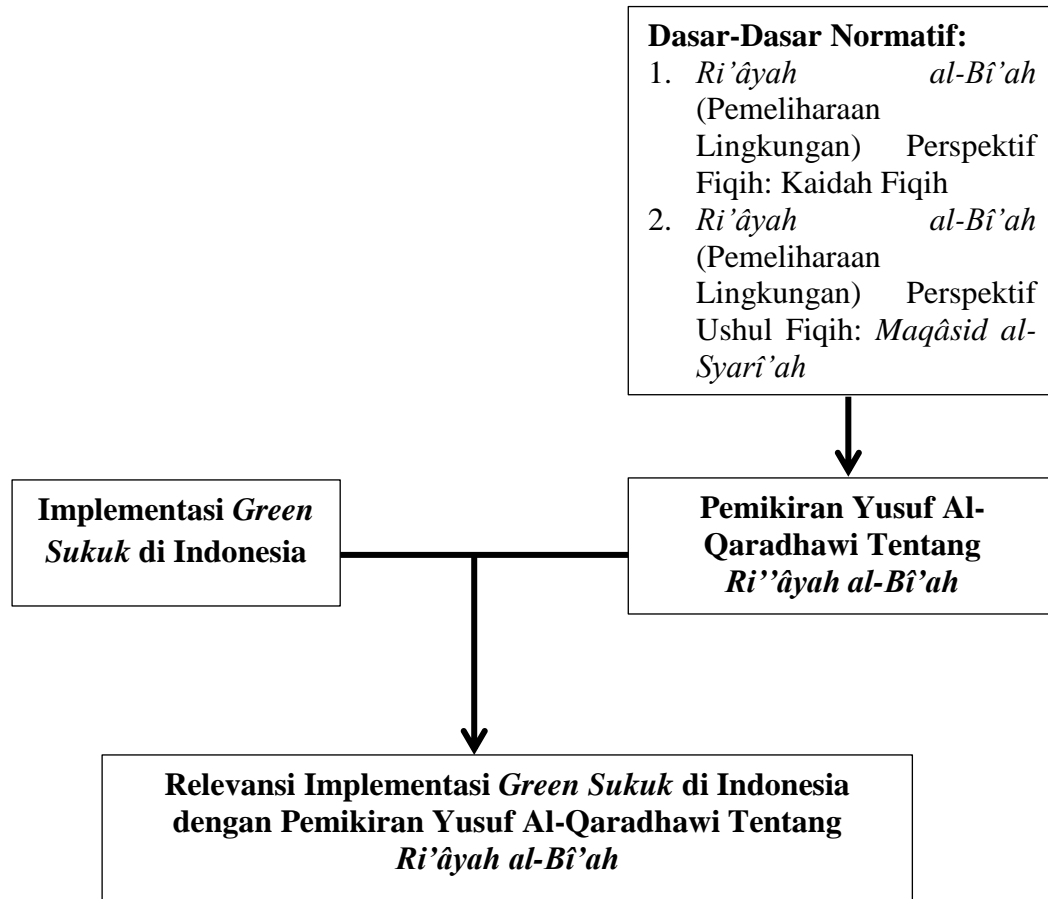 Dasar-Dasar Normatif:
1. Ri’âyah al-Bî’ah
(Pemeliharaan
Lingkungan) Perspektif
Fiqih: Kaidah Fiqih
2. Ri’âyah al-Bî’ah
(Pemeliharaan
Lingkungan) Perspektif
Ushul Fiqih: Maqâsid al-
Syarî’ah
Implementasi Green
Sukuk di Indonesia
Pemikiran Yusuf Al-
Qaradhawi Tentang
Ri’’âyah al-Bî’ah
Relevansi Implementasi Green Sukuk di Indonesia
dengan Pemikiran Yusuf Al-Qaradhawi Tentang
Ri’âyah al-Bî’ah